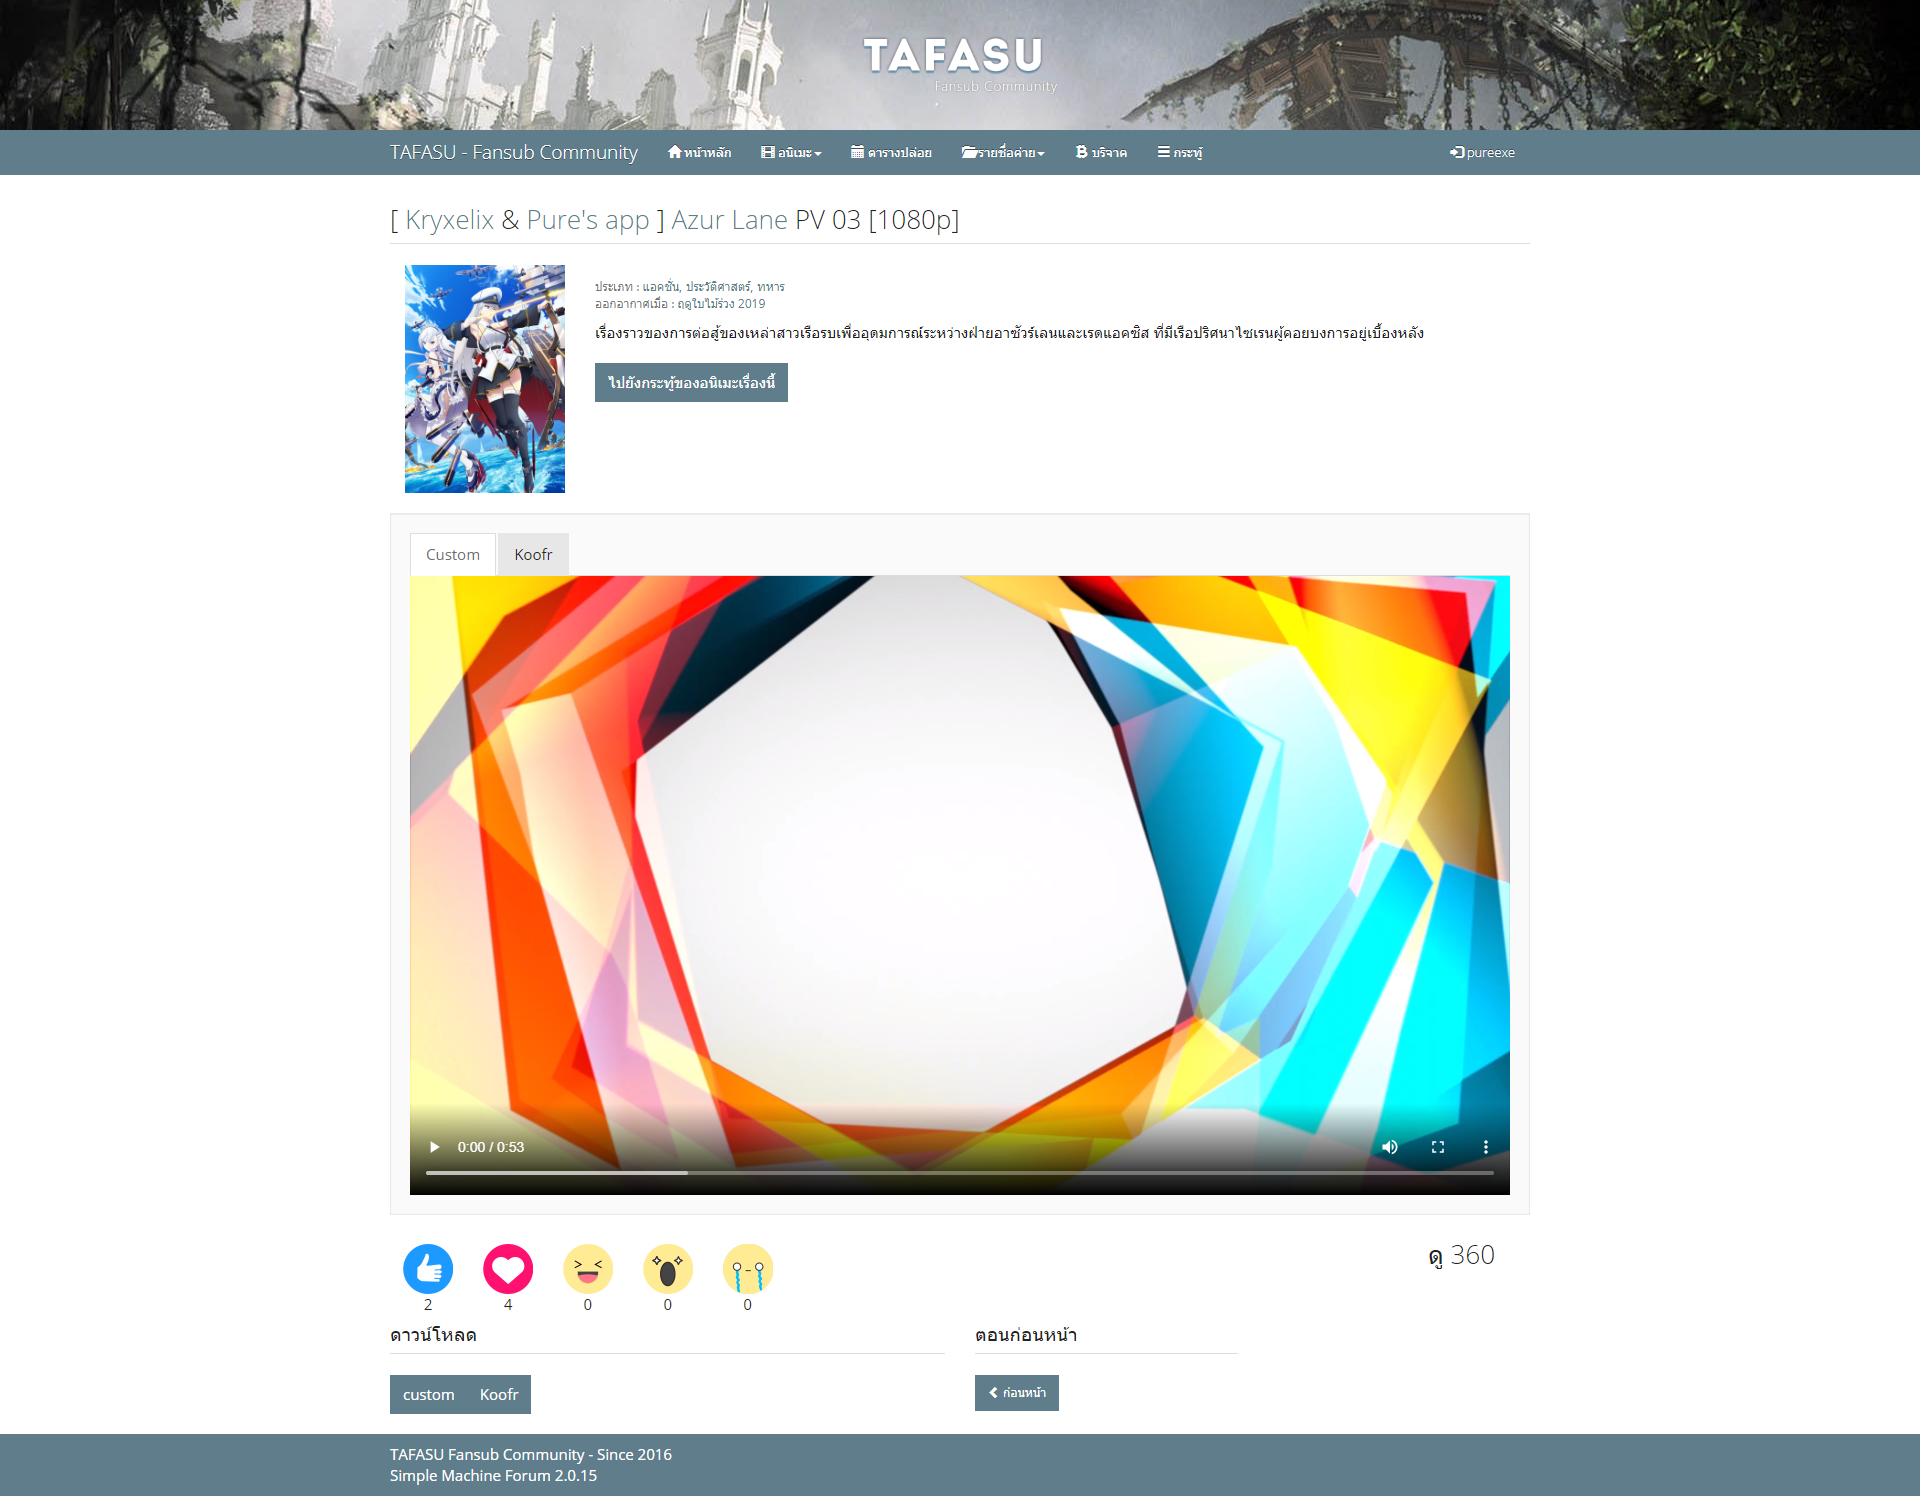 TAFASU
Fansub Community
TAFASU - Fansub Community
หน้าหลัก
อนิเมะ
ตารางปล่อย
รายชื่อค่าย
บริจาค
กระทู้
pureexe
[ Kryxelix & Pure's app ] Azur Lane PV 03 [1080p]
ประเภท : แอคชั่น, ประวัติศาสตร์, ทหาร
ออกอากาศเมื่อ : ฤดูใบไม้ร่วง 2019
เรื่องราวของการต่อสู้ของเหล่าสาวเรือรบเพื่ออุดมการณ์ระหว่างฝ่ายอาซัวร์เลนและเรดแอคซิส ที่มีเรือปริศนาไซเรนผู้คอยบงการอยู่เบื้องหลัง
ไปยังกระทู้ของอนิเมะเรื่องนี้
Custom
Koofr
0:00 / 0:53
2
4
0
0
0
ดู 360
ดาวน์โหลด
ตอนก่อนหน้า
custom
Koofr
ก่อนหน้า
TAFASU Fansub Community - Since 2016
Simple Machine Forum 2.0.15